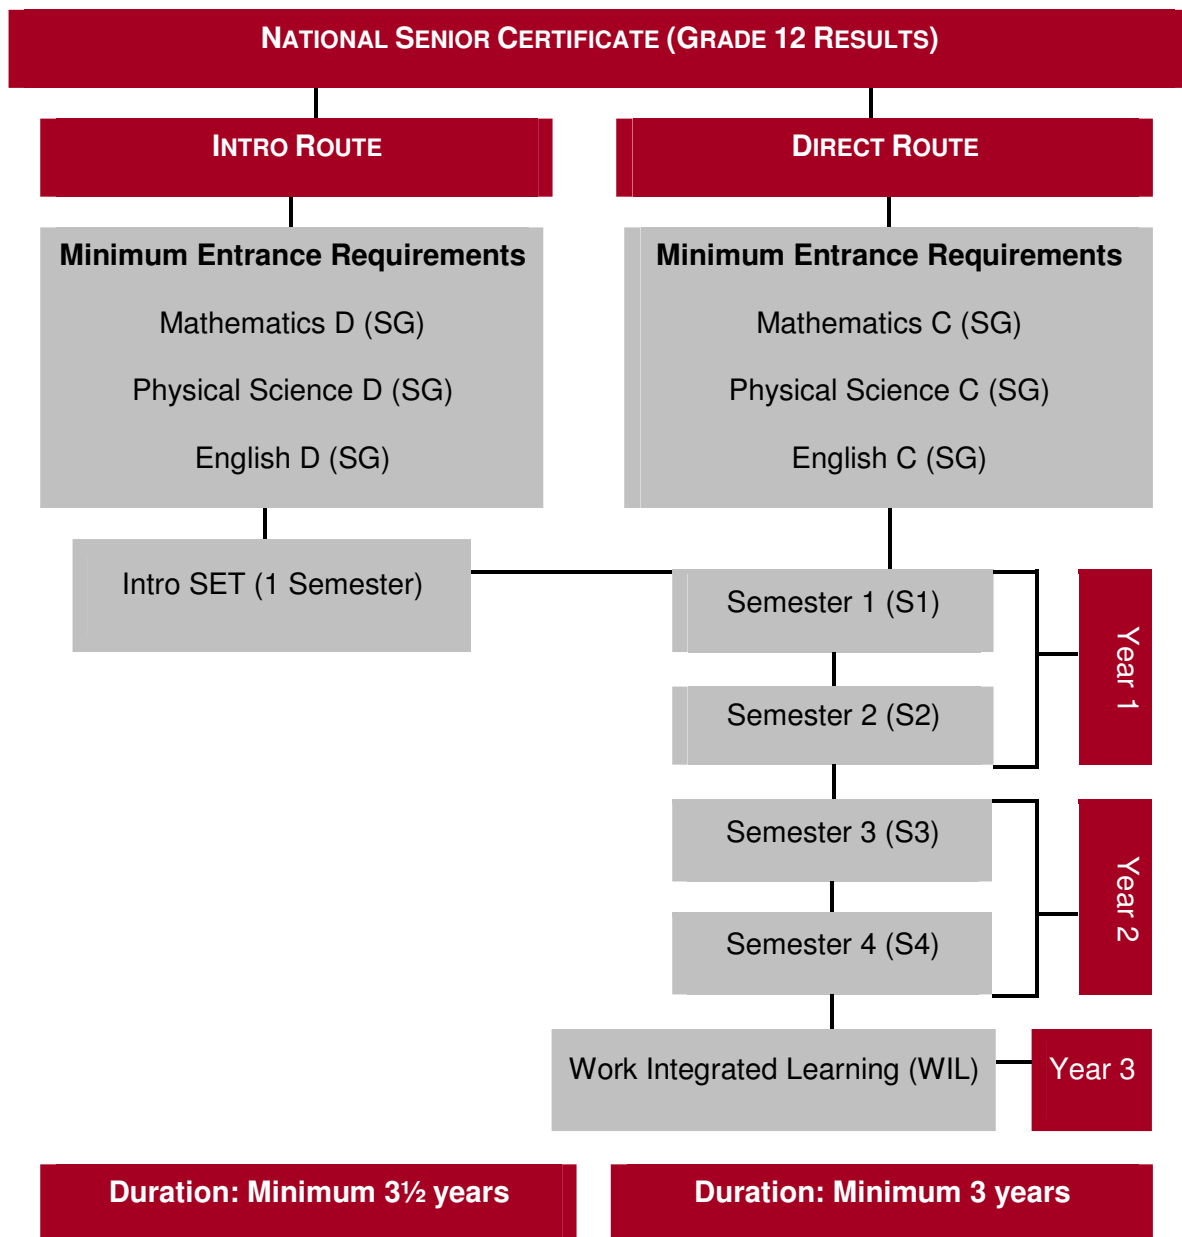 NATIONAL SENIOR CERTIFICATE (GRADE 12 RESULTS)
INTRO ROUTE
DIRECT ROUTE
Minimum Entrance Requirements
Mathematics D (SG)
Physical Science D (SG)
English D (SG)
Minimum Entrance Requirements
Mathematics C (SG)
Physical Science C (SG)
English C (SG)
Intro SET (1 Semester)
Semester 1 (S1)
Semester 2 (S2)
Year 1
Semester 3 (S3)
Semester 4 (S4)
Year 2
Work Integrated Learning (WIL)
Year 3
Duration: Minimum 3½ years
Duration: Minimum 3 years